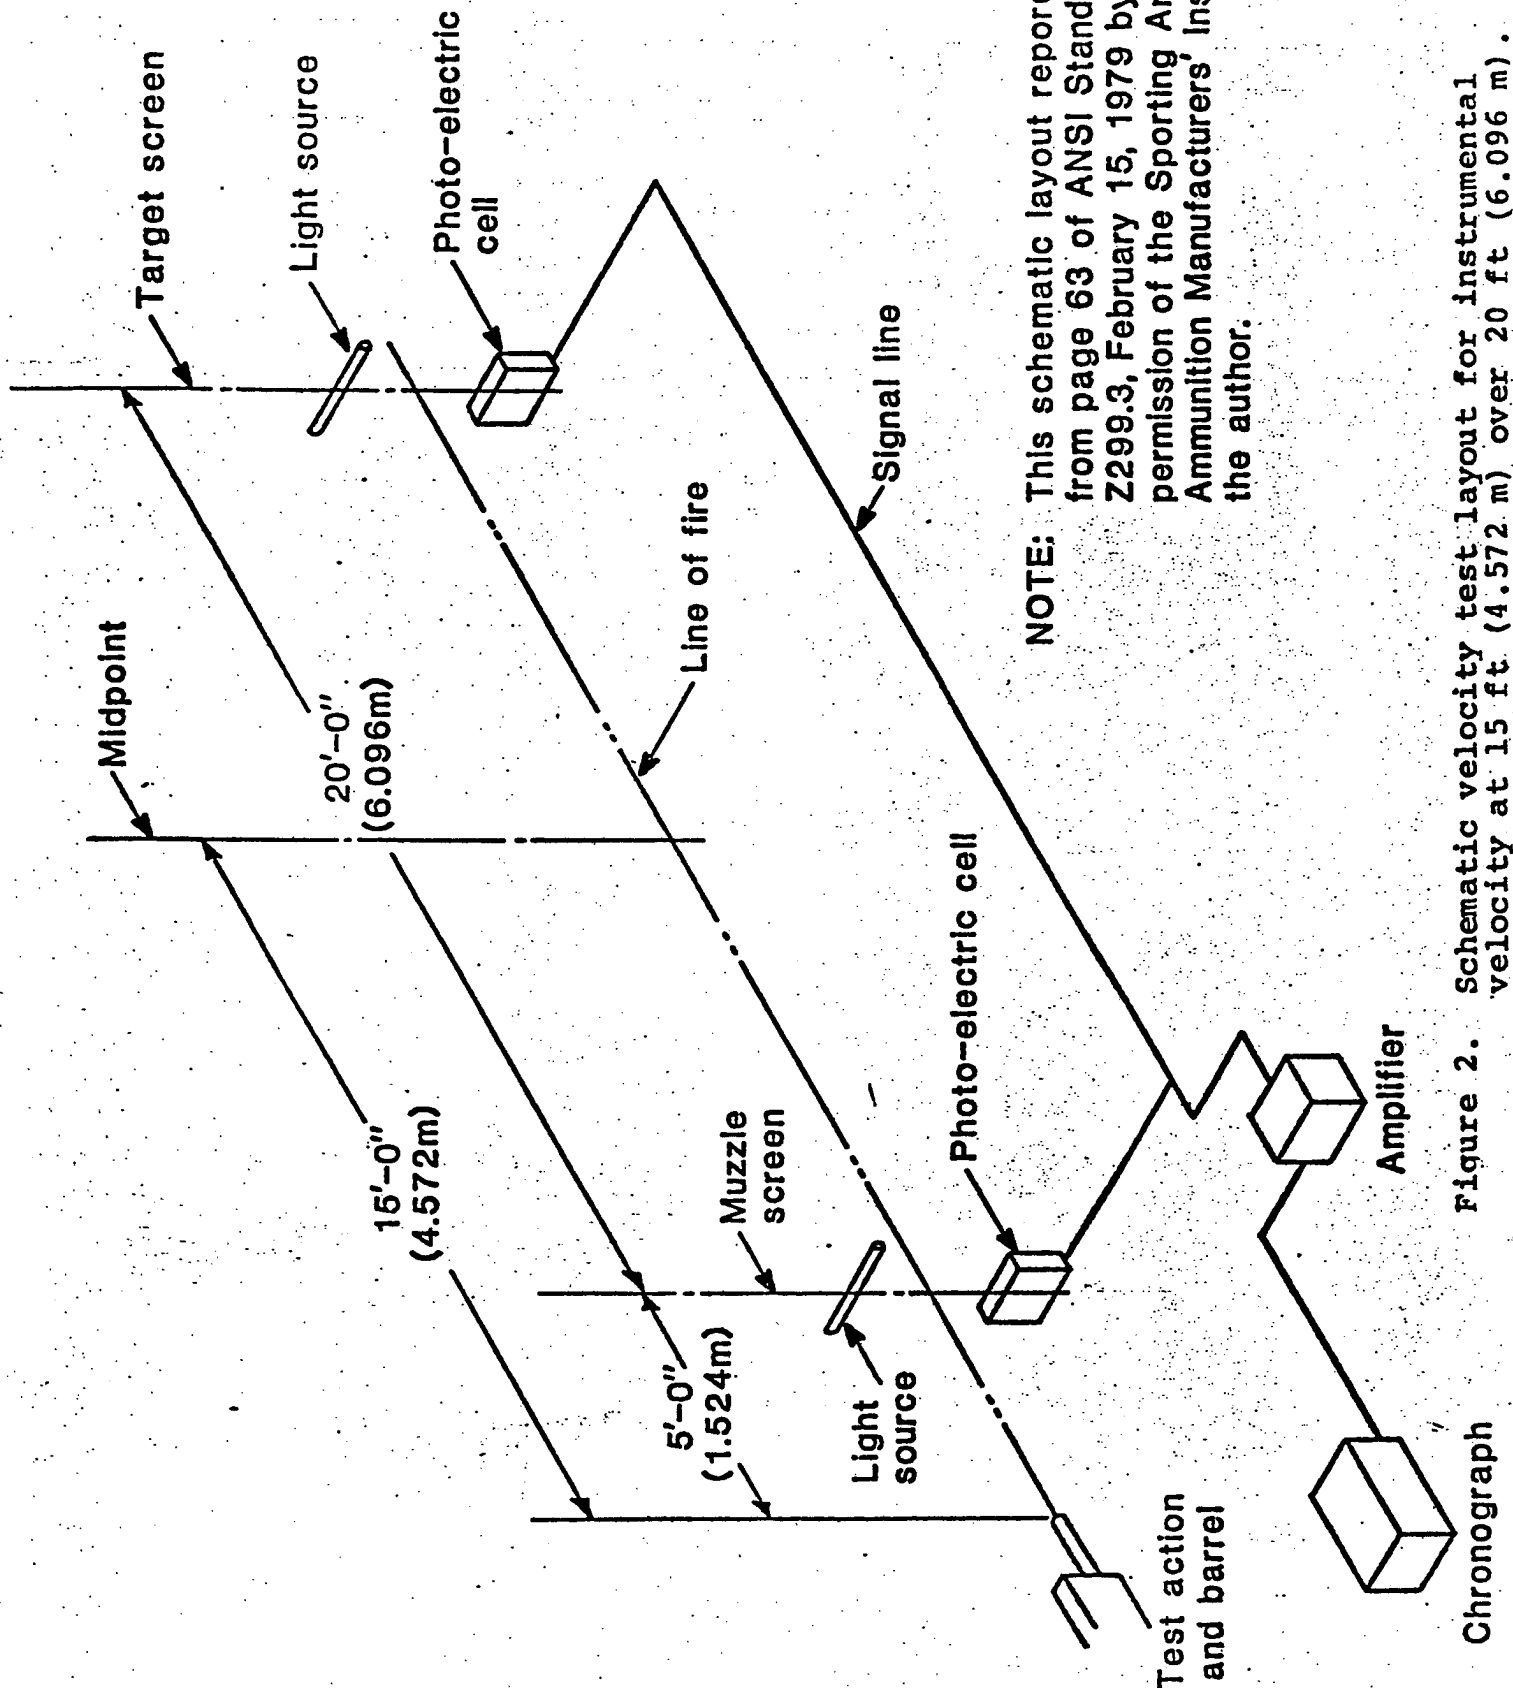 Target screen
Light source
Photo-electric
cell
Midpoint
20'-0"
(6.096m)
Line of fire
Signal line
15'-0"
(4.572m)
Muzzle
screen
Photo-electric cell
5'-0"
(1.524m)
Light
source
Test action
and barrel
Amplifier
Chronograph
NOTE: This schematic layout
from page 63 of ANSI
Z299.3, February 15, 1979 by
permission of the Sporting
Ammunition Manufacturers'
the author.
Figure 2. Schematic velocity test layout for instrumental
velocity at 15 ft (4.572 m) over 20 ft (6.096 m).